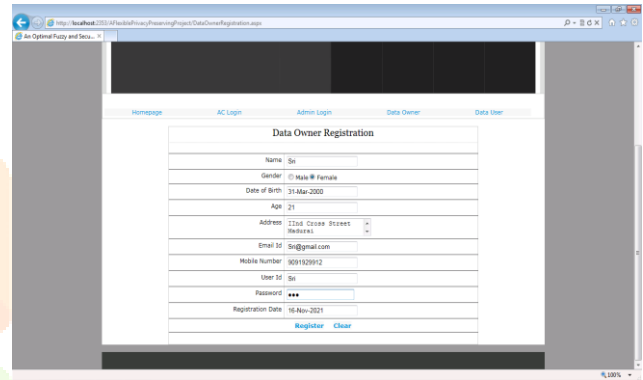 http://localhost:2353/AFlexiblePrivacyPreservingProject/DataOwnerRegistration.aspx
An Optimal Fuzzy and Secu...
Homepage AC Login Admin Login Data Owner Data User
Data Owner Registration
Name Sri
Gender Male Female
Date of Birth 31-Mar-2000
Age 21
Address IInd Cross Street
Madurai
Email Id Sri@gmail.com
Mobile Number 9091929912
User Id Sri
Password •••
Registration Date 16-Nov-2021
Register Clear
100%